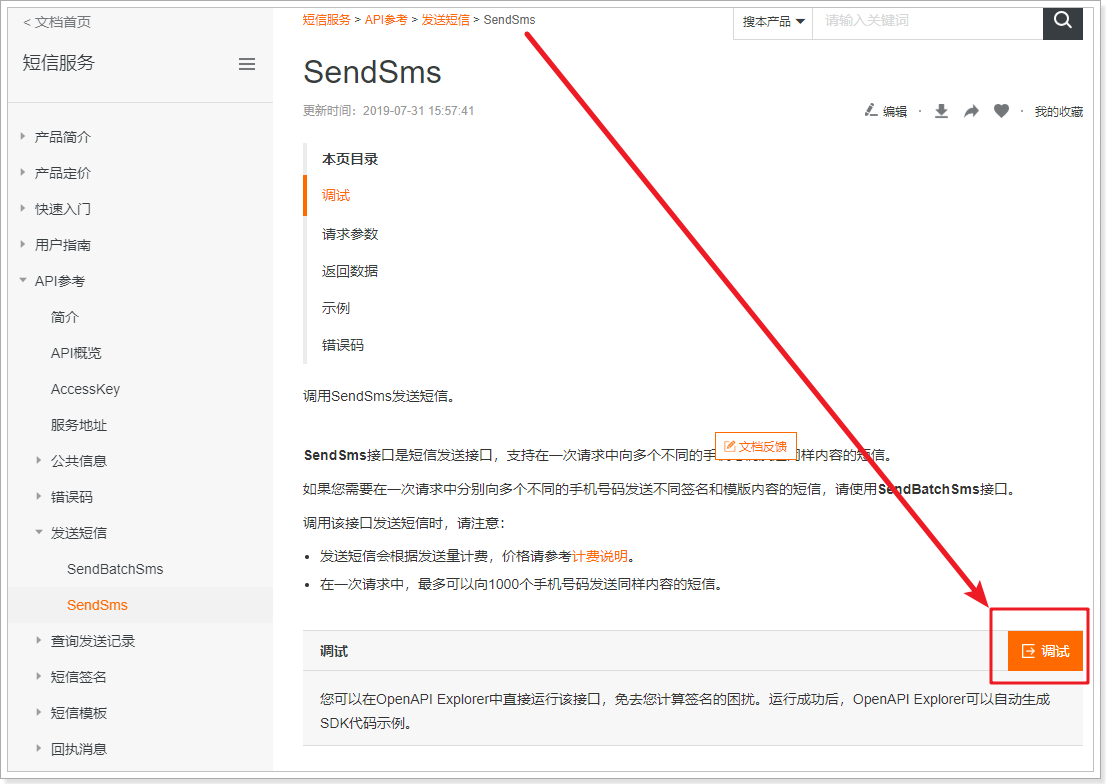 < 文档首页
短信服务
产品简介
产品定价
快速入门
用户指南
API参考
简介
API概览
AccessKey
服务地址
公共信息
错误码
发送短信
SendBatchSms
SendSms
查询发送记录
短信签名
短信模板
回执消息
短信服务 > API参考 > 发送短信 > SendSms
搜本产品
请输入关键词
SendSms
更新时间：2019-07-31 15:57:41
编辑 · · 我的收藏
本页目录
调试
请求参数
返回数据
示例
错误码
调用SendSms发送短信。
文档反馈
SendSms接口是短信发送接口，支持在一次请求中向多个不同的手 同样内容的短信。
如果您需要在一次请求中分别向多个不同的手机号码发送不同签名和模版内容的短信，请使用SendBatchSms接口。
调用该接口发送短信时，请注意：
• 发送短信会根据发送量计费，价格请参考计费说明。
• 在一次请求中，最多可以向1000个手机号码发送同样内容的短信。
调试
调试
您可以在OpenAPI Explorer中直接运行该接口，免去您计算签名的困扰。运行成功后，OpenAPI Explorer可以自动生成
SDK代码示例。